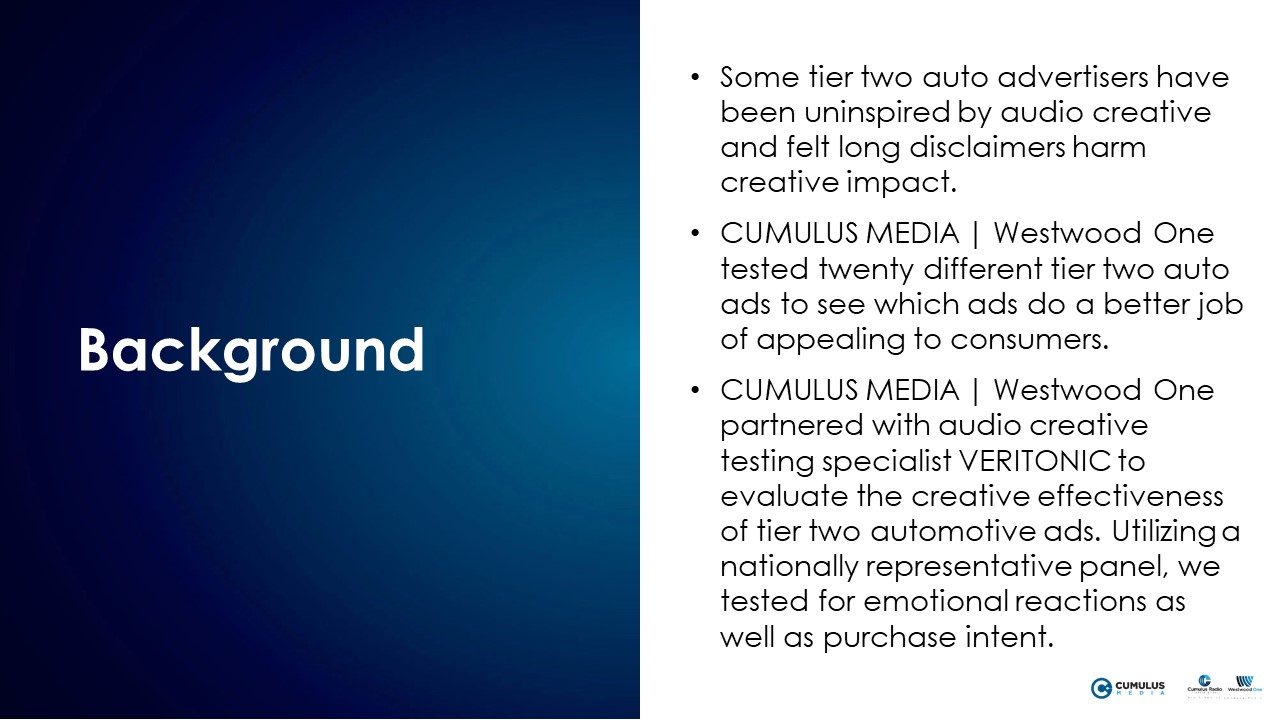 Background
• Some tier two auto advertisers have
been uninspired by audio creative
and felt long disclaimers harm
creative impact.
• CUMULUS MEDIA | Westwood One
tested twenty different tier two auto
ads to see which ads do a better job
of appealing to consumers.
• CUMULUS MEDIA | Westwood One
partnered with audio creative
testing specialist VERITONIC to
evaluate the creative effectiveness
of tier two automotive ads. Utilizing a
nationally representative panel, we
tested for emotional reactions as
well as purchase intent.
CUMULUS
MEDIA
Cumulus Radio
Westwood One